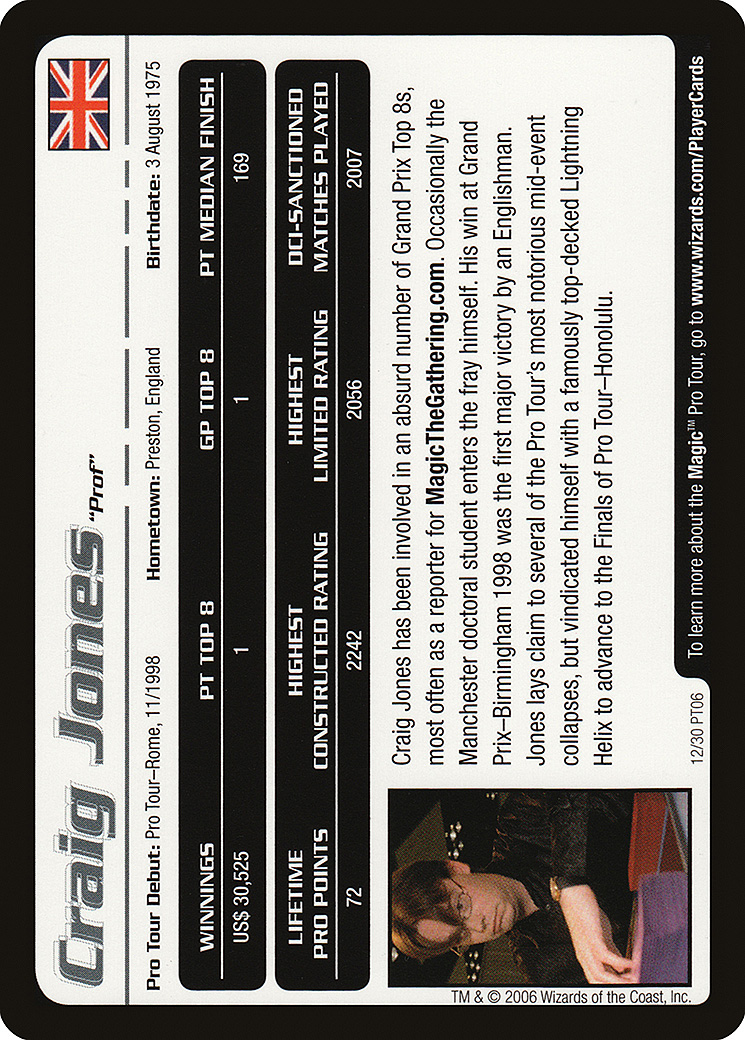 Craig Jones "Prof"
Pro Tour Debut: Pro Tour–Rome, 11/1998 Hometown: Preston, England Birthdate: 3 August 1975
WINNINGS PT TOP 8 GP TOP 8 PT MEDIAN FINISH
US$ 30,525 1 1 169
LIFETIME HIGHEST HIGHEST DCI-SANCTIONED
PRO POINTS CONSTRUCTED RATING LIMITED RATING MATCHES PLAYED
72 2242 2056 2007
Craig Jones has been involved in an absurd number of Grand Prix Top 8s,
most often as a reporter for MagicTheGathering.com. Occasionally the
Manchester doctoral student enters the fray himself. His win at Grand
Prix–Birmingham 1998 was the first major victory by an Englishman.
Jones lays claim to several of the Pro Tour's most notorious mid-event
collapses, but vindicated himself with a famously top-decked Lightning
Helix to advance to the Finals of Pro Tour–Honolulu.
TM & © 2006 Wizards of the Coast, Inc.
12/30 PT06
To learn more about the Magic™ Pro Tour, go to www.wizards.com/PlayerCards